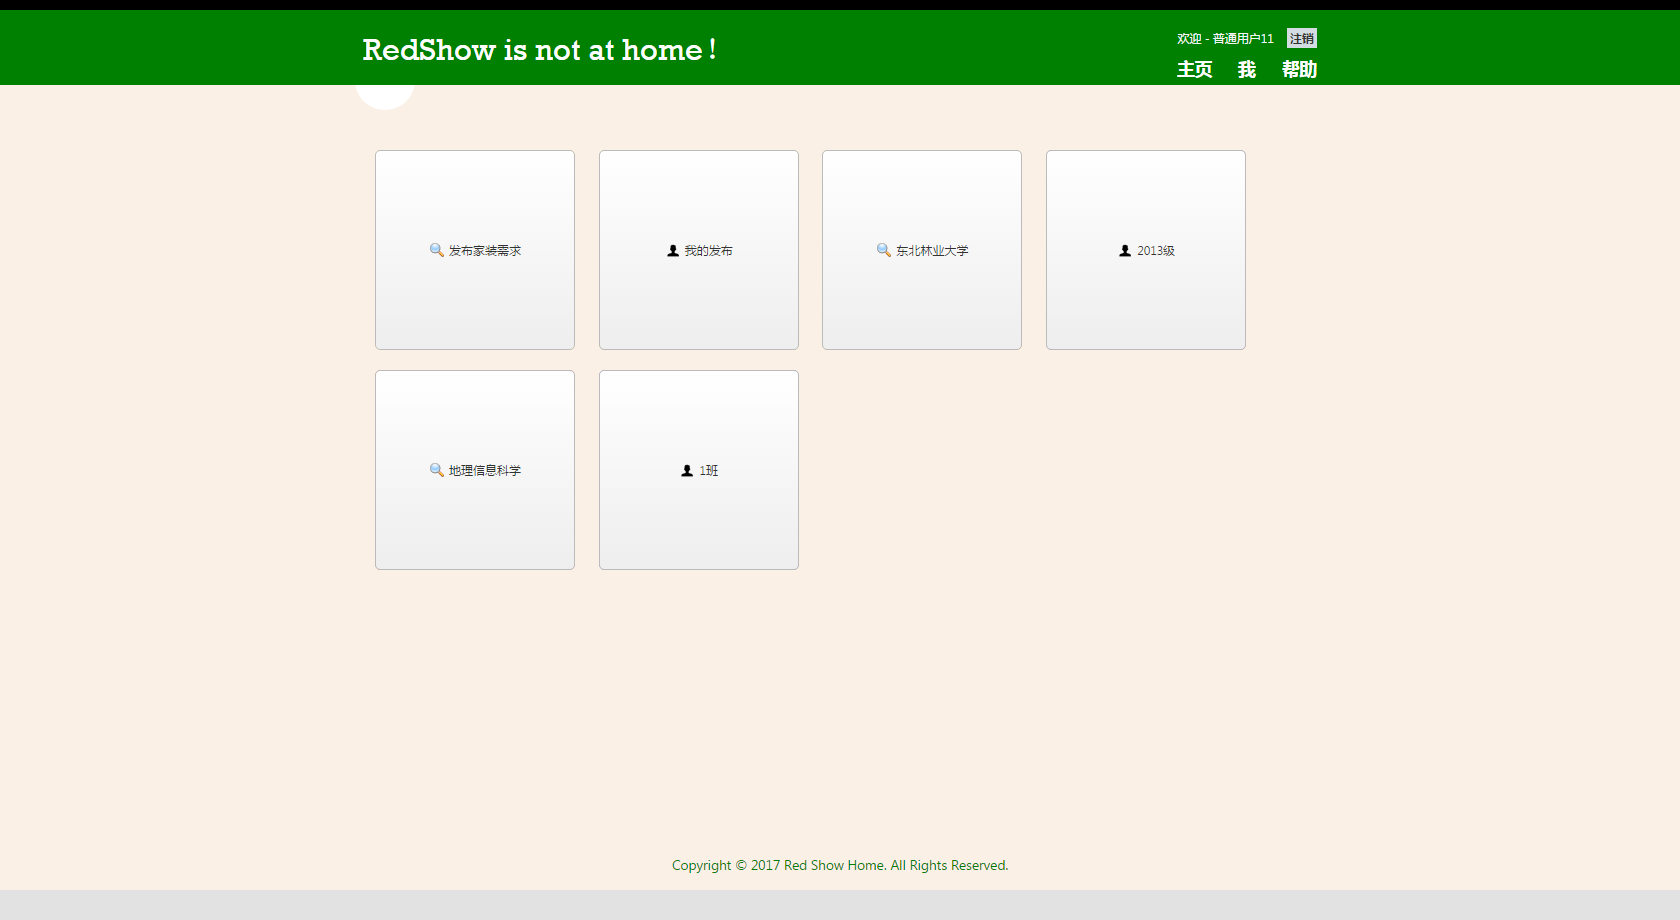 RedShow is not at home！
欢迎 - 普通用户11 注销
主页 我 帮助
发布家装需求
我的发布
东北林业大学
2013级
地理信息科学
1班
Copyright © 2017 Red Show Home. All Rights Reserved.